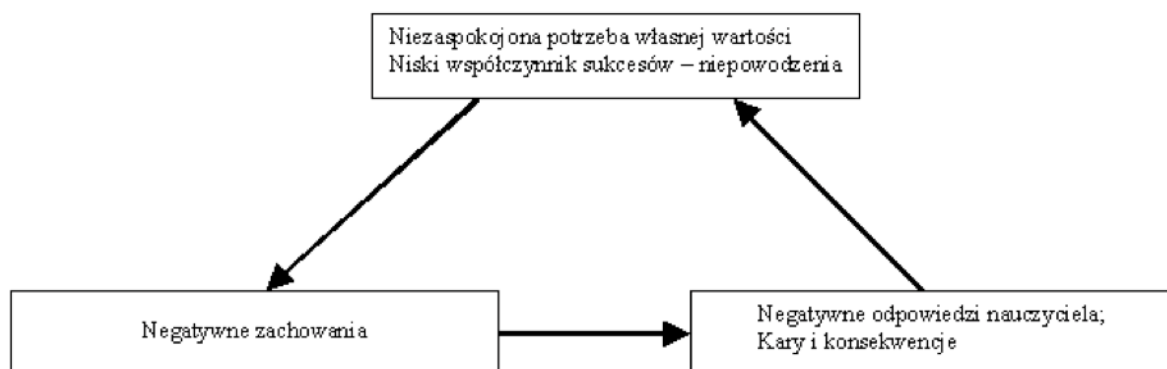 Niezaspokojona potrzeba własnej wartości
Niski współczynnik sukcesów – niepowodzenia
Negatywne zachowania
Negatywne odpowiedzi nauczyciela;
Kary i konsekwencje